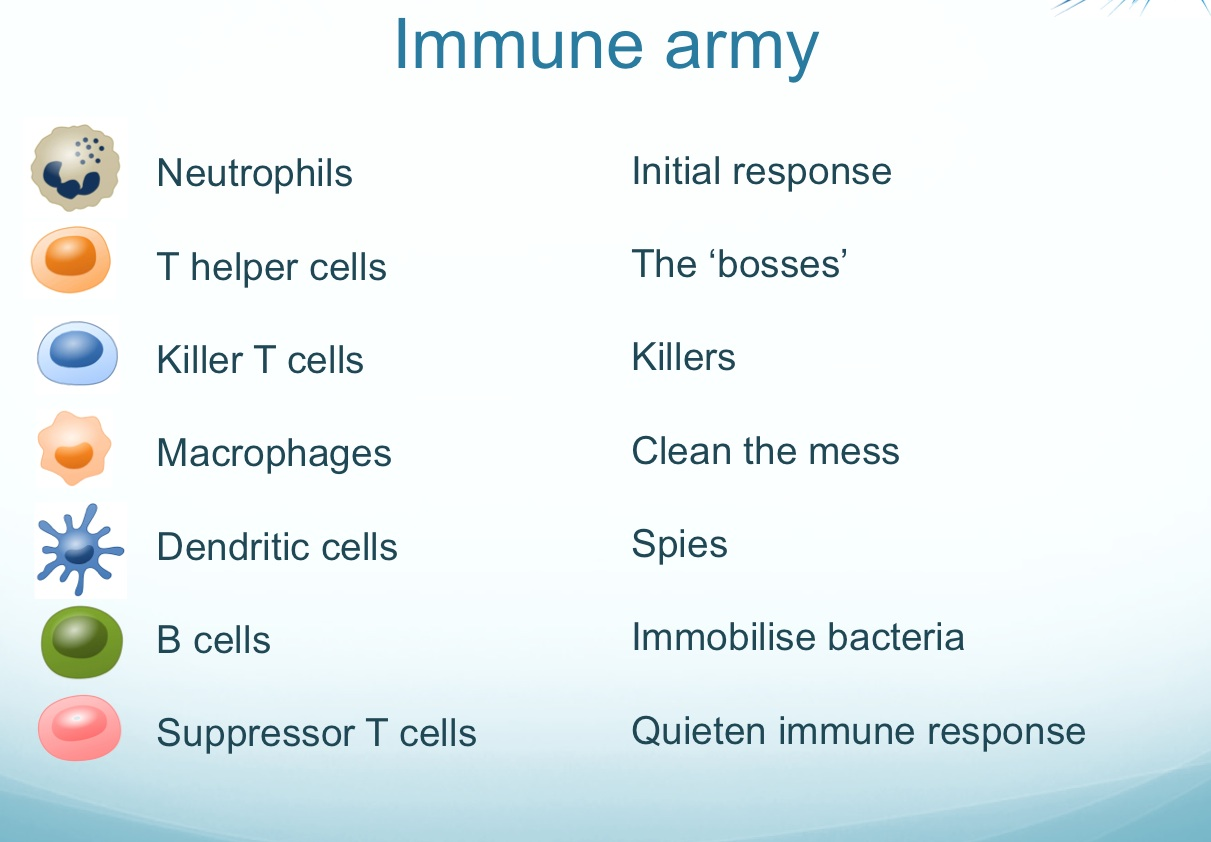 Immune army
Neutrophils Initial response
T helper cells The ‘bosses’
Killer T cells Killers
Macrophages Clean the mess
Dendritic cells Spies
B cells Immobilise bacteria
Suppressor T cells Quieten immune response